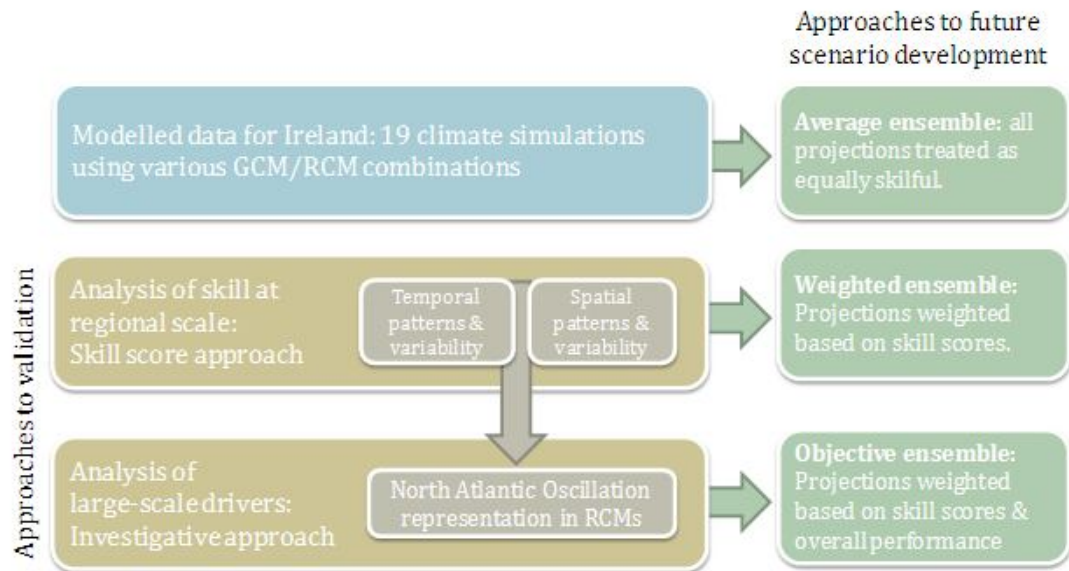 Approaches to future
scenario development
Modelled data for Ireland: 19 climate simulations
using various GCM/RCM combinations
Average ensemble: all
projections treated as
equally skilful.
Approaches to validation
Analysis of skill at
regional scale:
Skill score approach
Temporal
patterns &
variability
Spatial
patterns &
variability
Weighted ensemble:
Projections weighted
based on skill scores.
Analysis of
large-scale drivers:
Investigative approach
North Atlantic Oscillation
representation in RCMs
Objective ensemble:
Projections weighted
based on skill scores &
overall performance